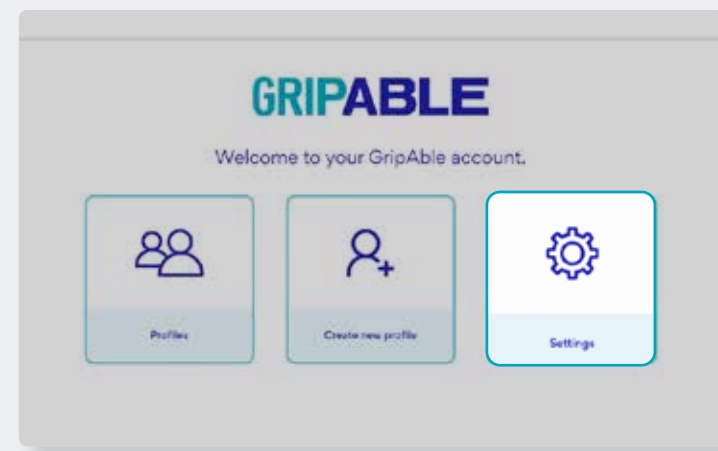 GRIPABLE
Welcome to your GripAble account.
Profiles
Create new profile
Settings